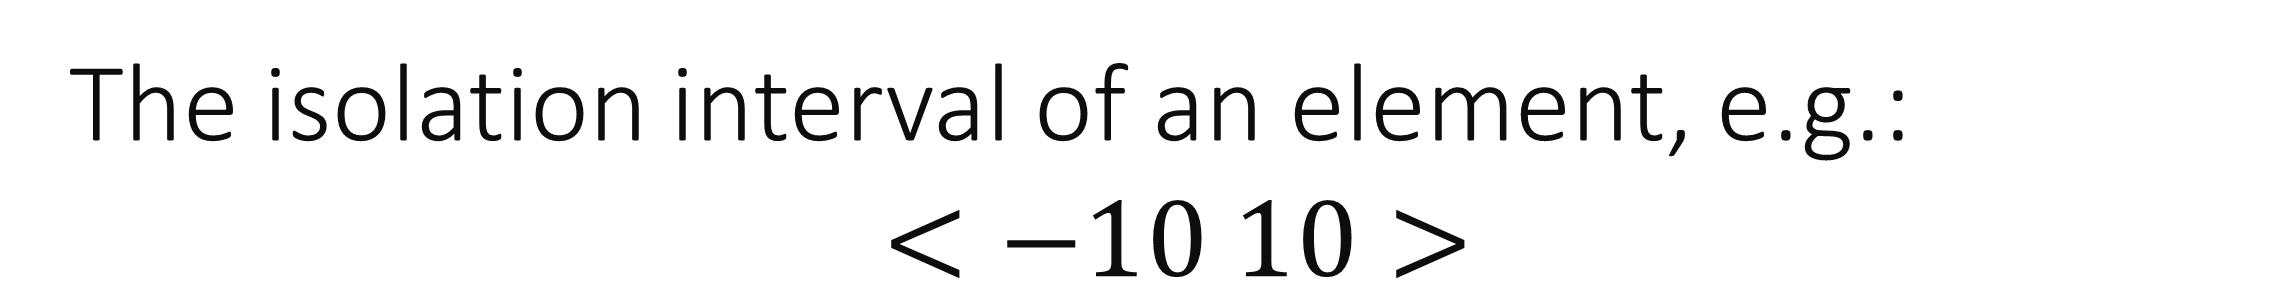 The isolation interval of an element, e.g.:
< −10 10 >